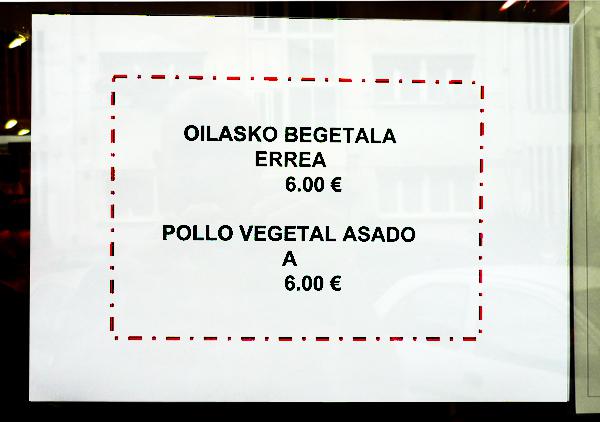 OILASKO BEGETALA
ERREA
6.00 €
POLLO VEGETAL ASADO
A
6.00 €